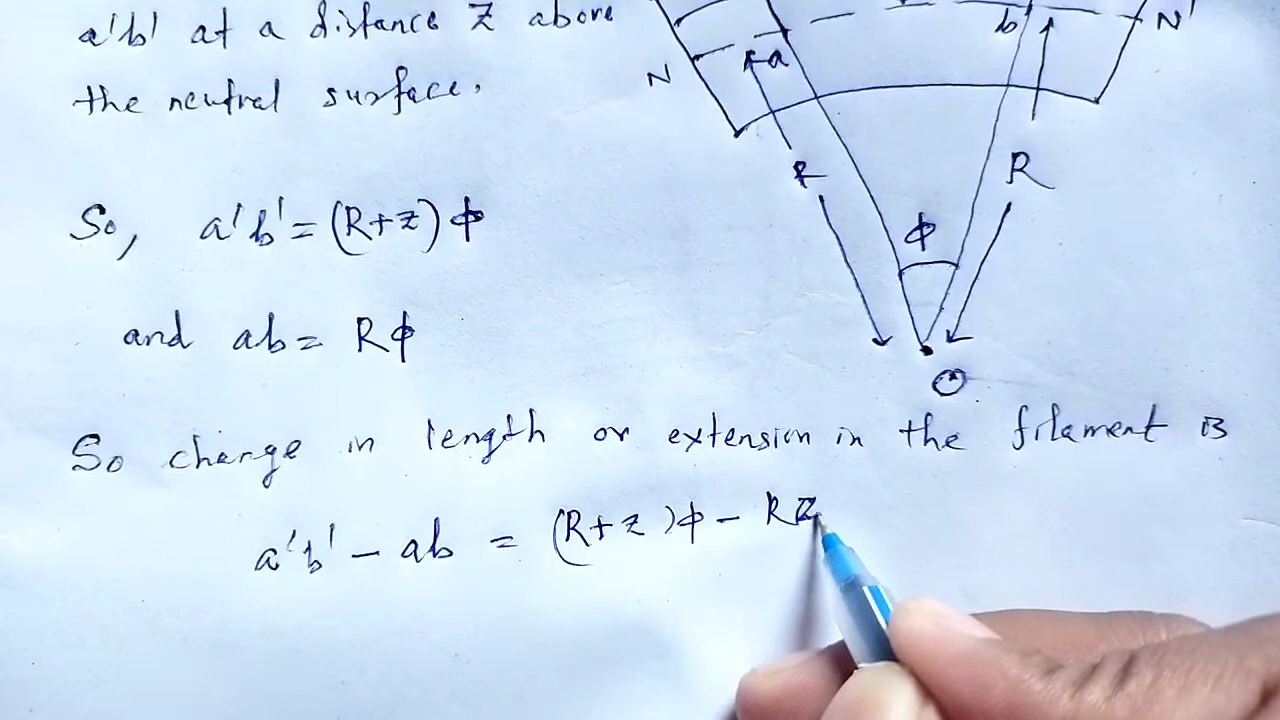 a'b' at a distance Z above
the neutral surface.
N
a
b
N'
R
R
ϕ
O
So, a'b' = (R+z) ϕ
and ab = Rϕ
So change in length or extension in the filament is
a'b' - ab = (R+z)ϕ - RZ